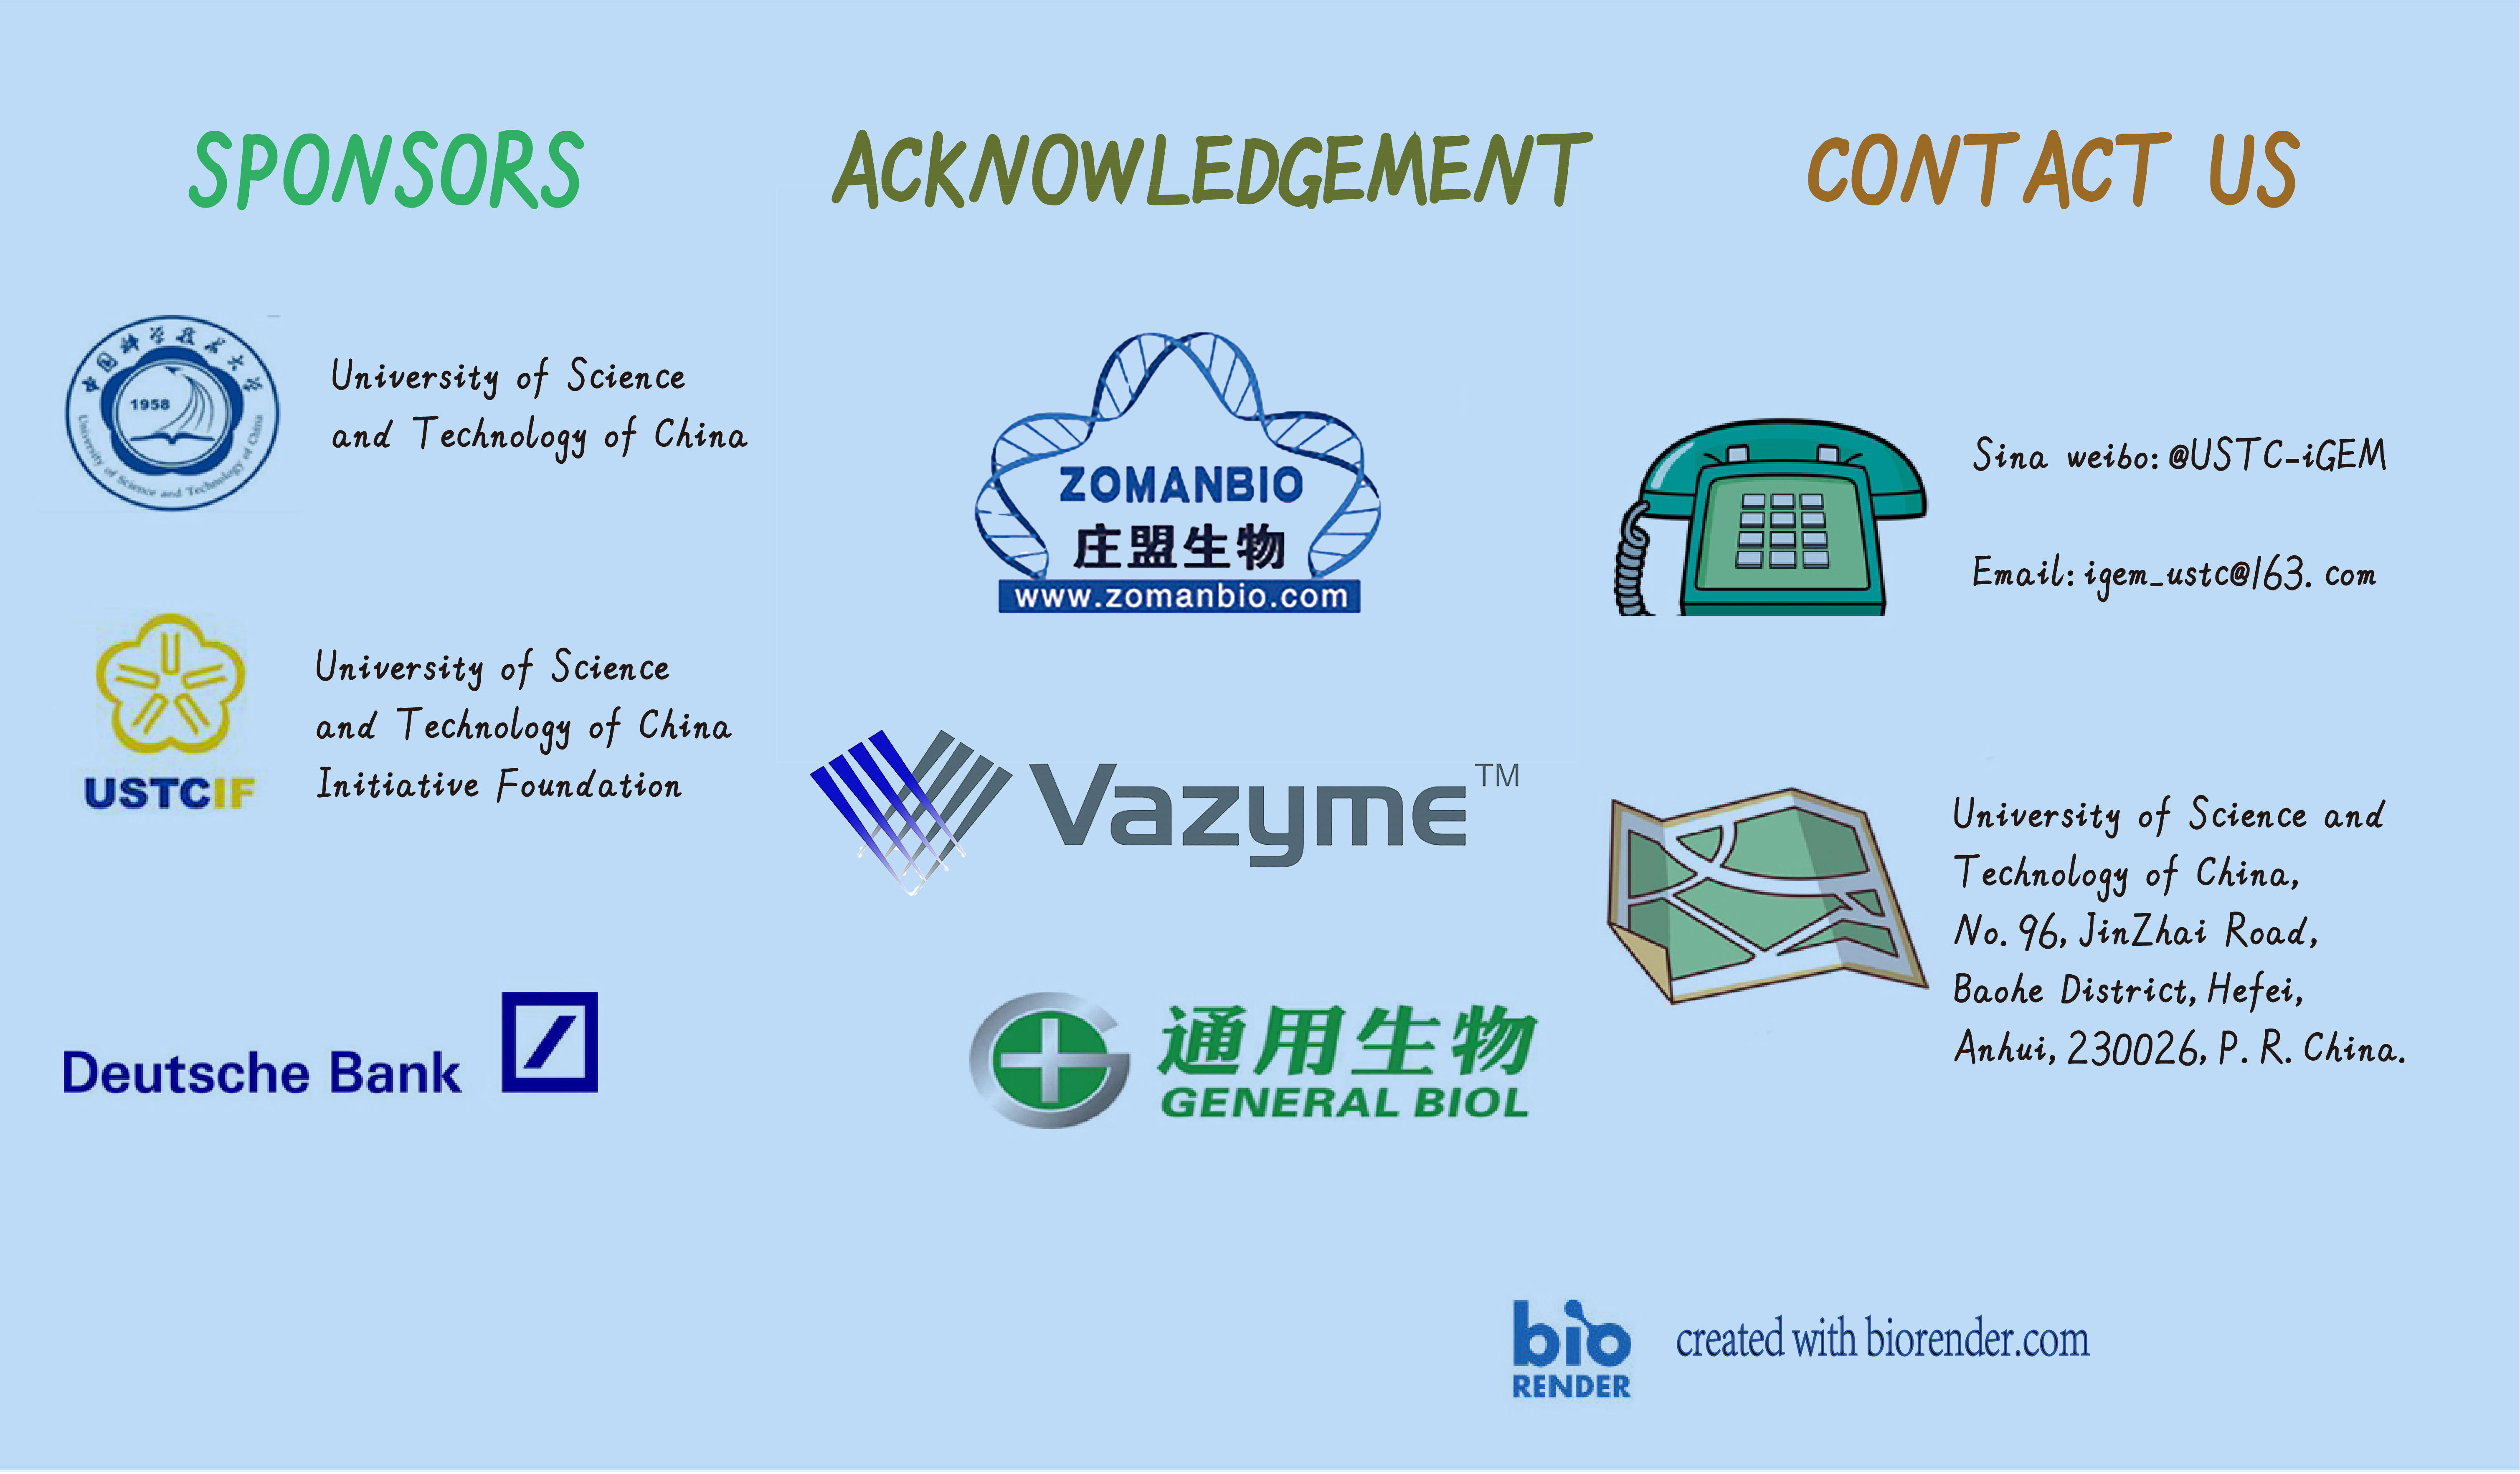 SPONSORS
中国科学技术大学
1958
University of Science and Technology of China
University of Science
and Technology of China
USTCIF
University of Science
and Technology of China
Initiative Foundation
Deutsche Bank
ACKNOWLEDGEMENT
ZOMANBIO
庄盟生物
www.zomanbio.com
Vazyme™
通用生物
GENERAL BIOL
CONTACT US
Sina weibo: @USTC-iGEM
Email: igem_ustc@163. com
University of Science and
Technology of China,
No. 96, JinZhai Road,
Baohe District, Hefei,
Anhui, 230026, P. R. China.
bio
RENDER
created with biorender.com